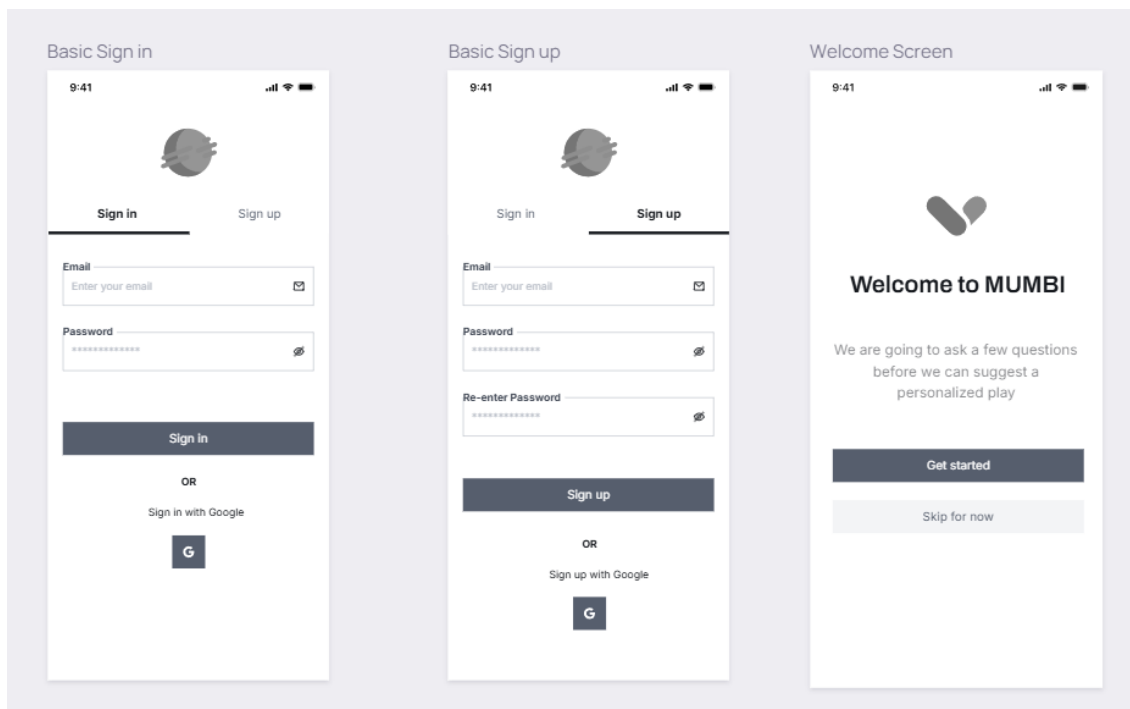 Basic Sign in
9:41
Sign in
Sign up
Email
Enter your email
Password
*************
Sign in
OR
Sign in with Google
G
Basic Sign up
9:41
Sign in
Sign up
Email
Enter your email
Password
*************
Re-enter Password
*************
Sign up
OR
Sign up with Google
G
Welcome Screen
9:41
Welcome to MUMBI
We are going to ask a few questions
before we can suggest a
personalized play
Get started
Skip for now